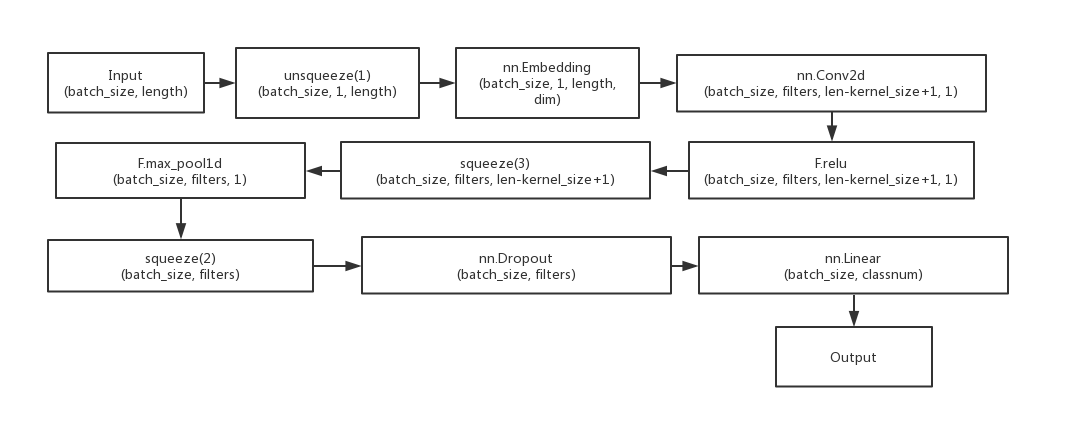 Input
(batch_size, length)
unsqueeze(1)
(batch_size, 1, length)
nn.Embedding
(batch_size, 1, length,
dim)
nn.Conv2d
(batch_size, filters, len-kernel_size+1, 1)
F.relu
(batch_size, filters, len-kernel_size+1, 1)
squeeze(3)
(batch_size, filters, len-kernel_size+1)
F.max_pool1d
(batch_size, filters, 1)
squeeze(2)
(batch_size, filters)
nn.Dropout
(batch_size, filters)
nn.Linear
(batch_size, classnum)
Output